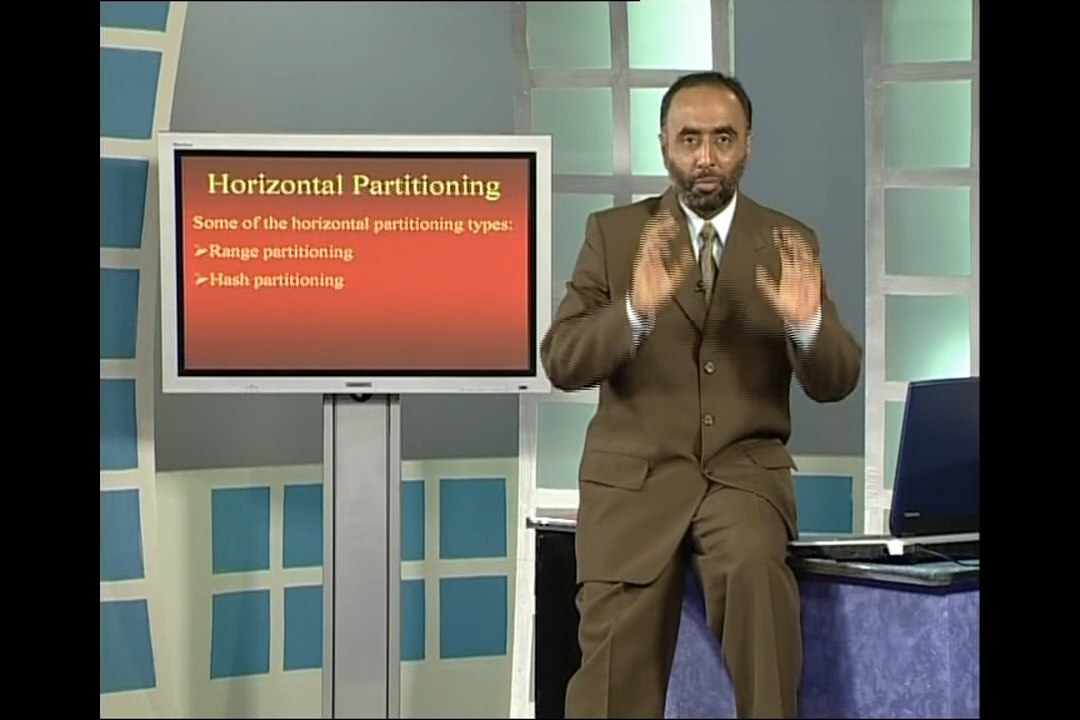 Horizontal Partitioning
Some of the horizontal partitioning types:
➢Range partitioning
➢Hash partitioning